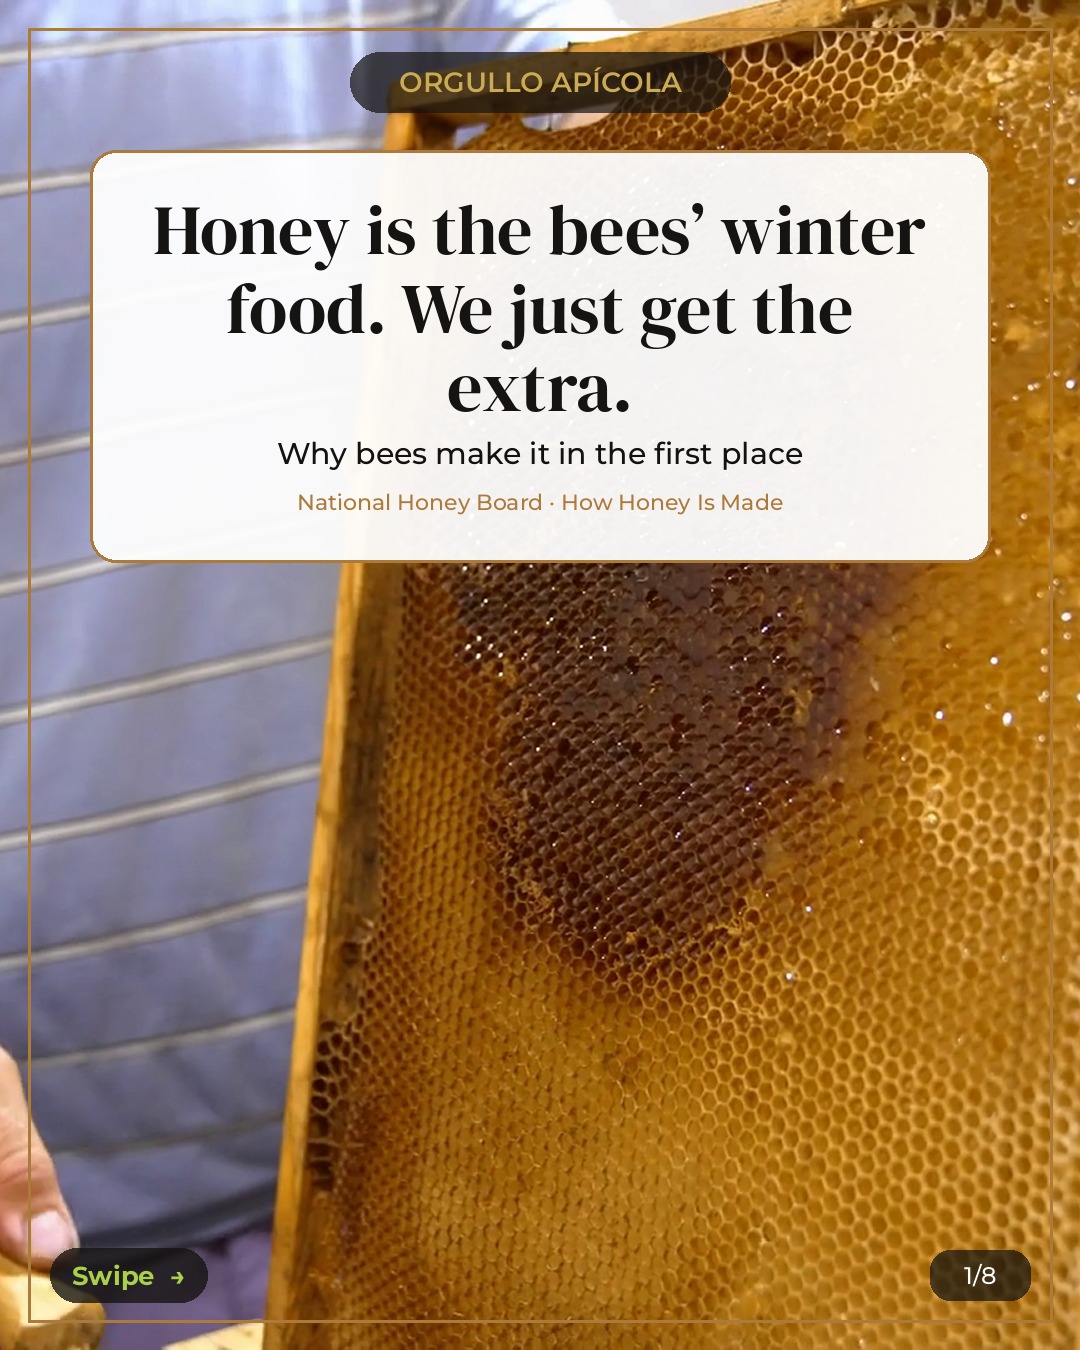 ORGULLO APÍCOLA
Honey is the bees’ winter
food. We just get the
extra.
Why bees make it in the first place
National Honey Board · How Honey Is Made
Swipe →
1/8